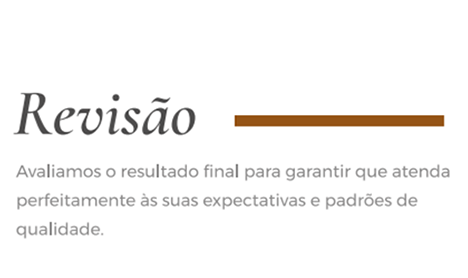 Revisão
Avaliamos o resultado final para garantir que atenda
perfeitamente às suas expectativas e padrões de
qualidade.